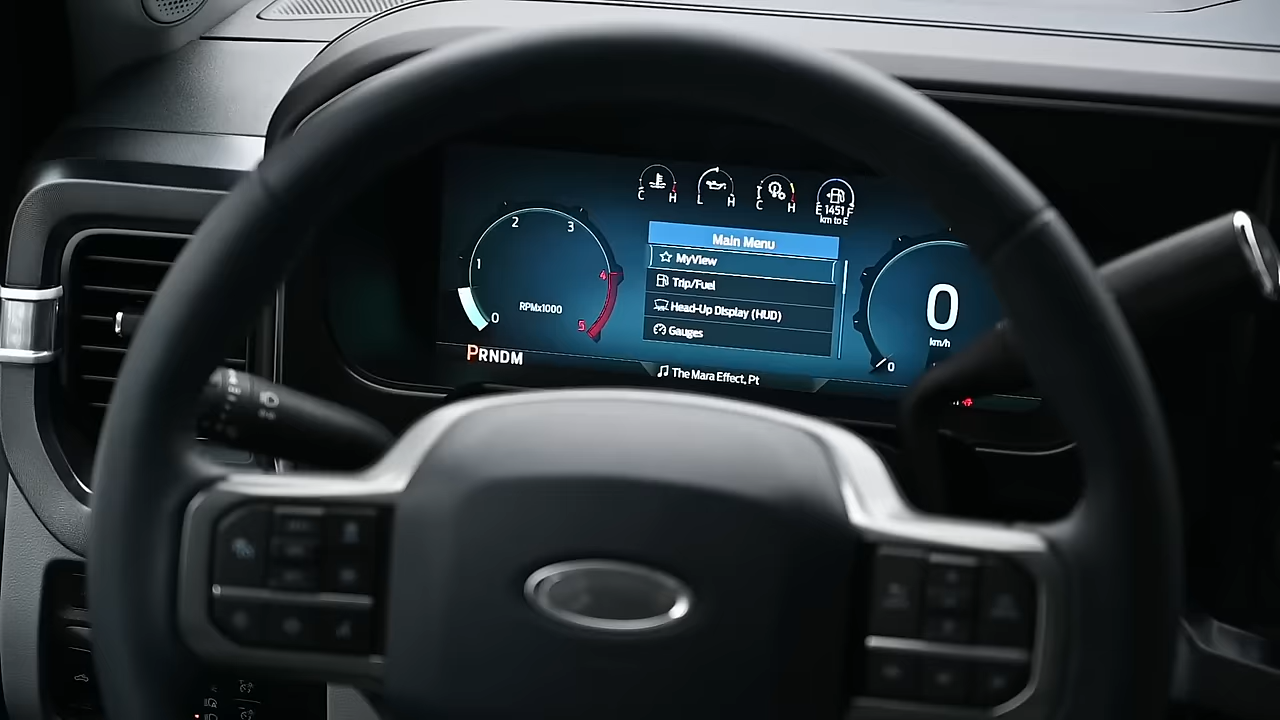 C H
L H
C H
E 1451 F
km to E
Main Menu
MyView
Trip/Fuel
Head-Up Display (HUD)
Gauges
0
1
2
3
4
5
RPMx1000
PRNDM
The Mara Effect, Pt
0
km/h
0